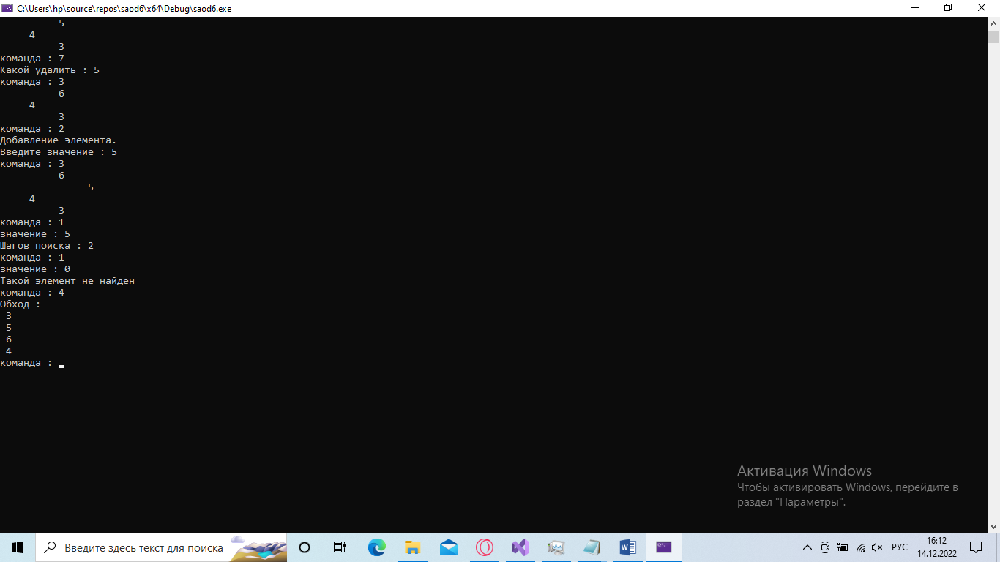 C:\Users\hp\source\repos\saod6\x64\Debug\saod6.exe
5
4
3
команда : 7
Какой удалить : 5
команда : 3
6
4
3
команда : 2
Добавление элемента.
Введите значение : 5
команда : 3
6
5
4
3
команда : 1
значение : 5
Шагов поиска : 2
команда : 1
значение : 0
Такой элемент не найден
команда : 4
Обход :
3
5
6
4
команда :
Активация Windows
Чтобы активировать Windows, перейдите в
раздел "Параметры".
Введите здесь текст для поиска
РУС
16:12
14.12.2022